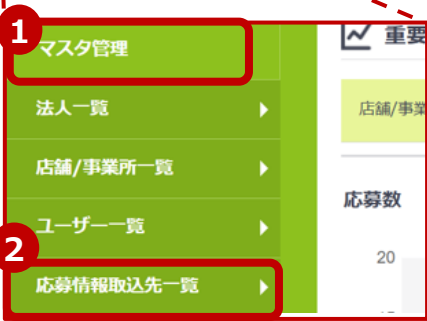 1
マスタ管理
法人一覧
店舗/事業所一覧
ユーザー一覧
2
応募情報取込先一覧
重要
店舗/事業
応募数
20